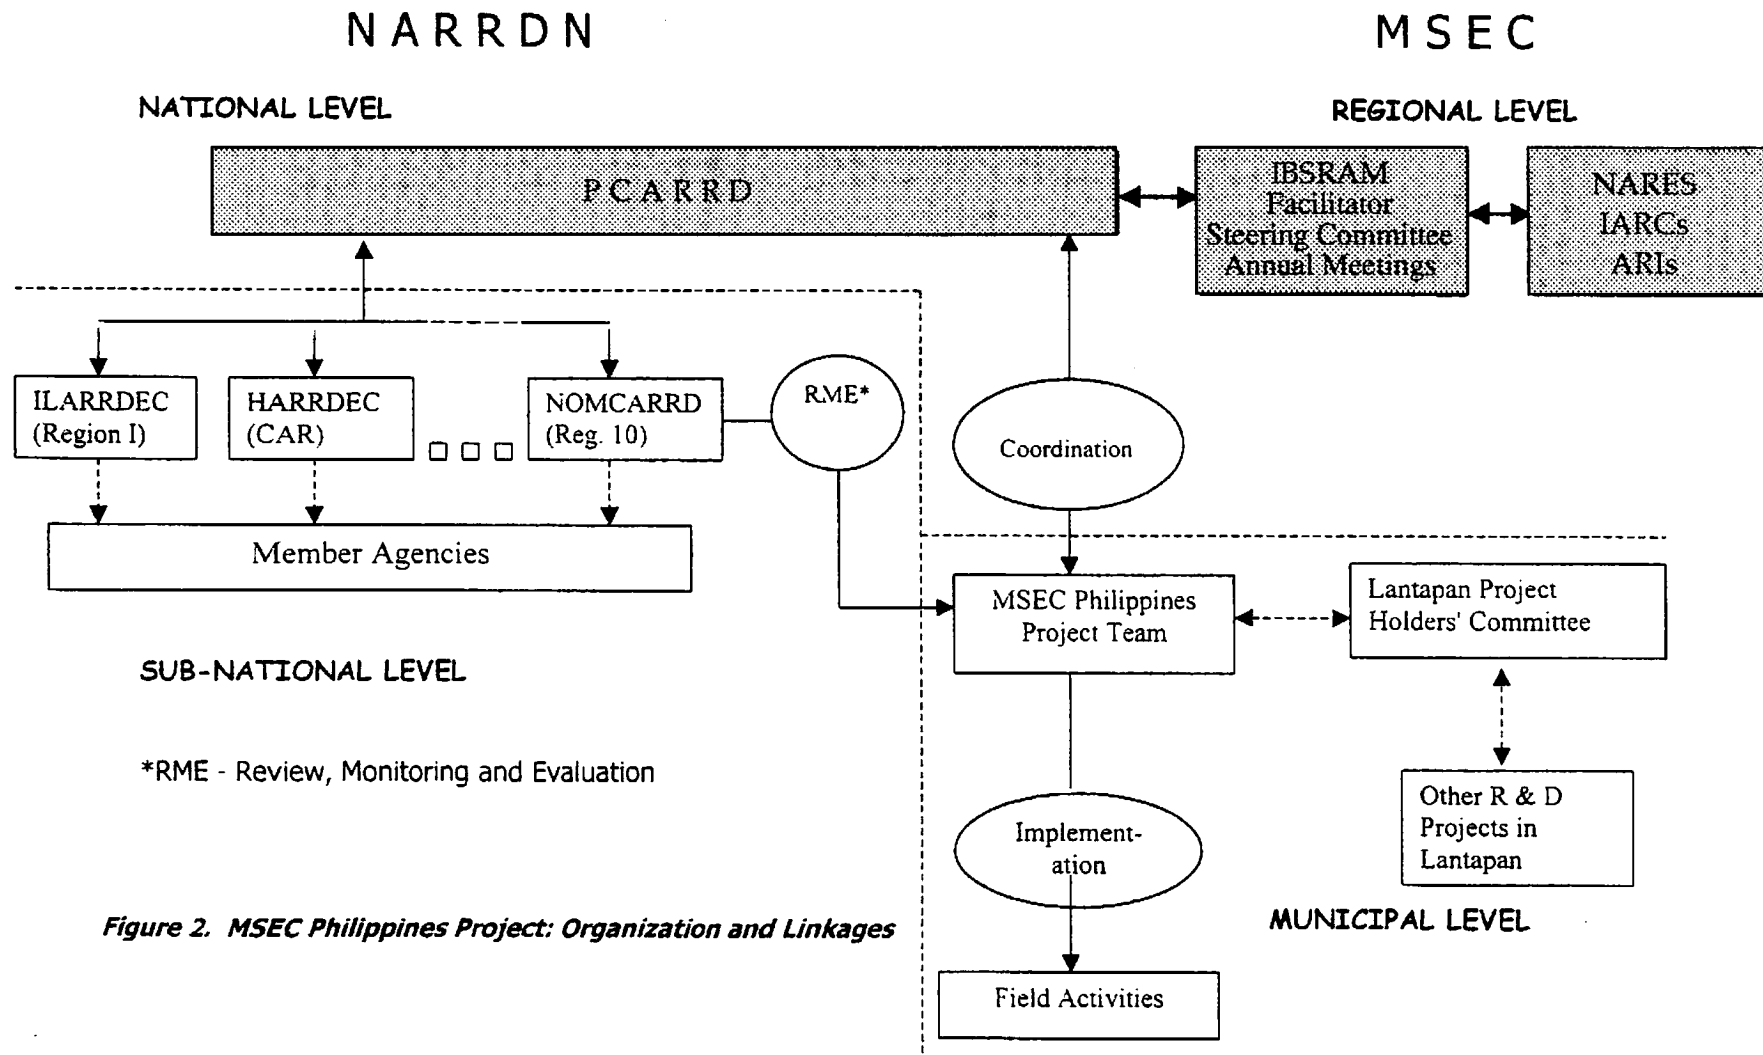 NARRDN
MSEC
NATIONAL LEVEL
REGIONAL LEVEL
PCARRD
IBSRAM
Facilitator
Steering Committee
Annual Meetings
NARES
IARCs
ARIs
ILARRDEC
(Region I)
HARRDEC
(CAR)
NOMCARRD
(Reg. 10)
RME*
Coordination
Member Agencies
MSEC Philippines
Project Team
Lantapan Project
Holders' Committee
SUB-NATIONAL LEVEL
*RME - Review, Monitoring and Evaluation
Implement-
ation
Other R & D
Projects in
Lantapan
MUNICIPAL LEVEL
Figure 2. MSEC Philippines Project: Organization and Linkages
Field Activities